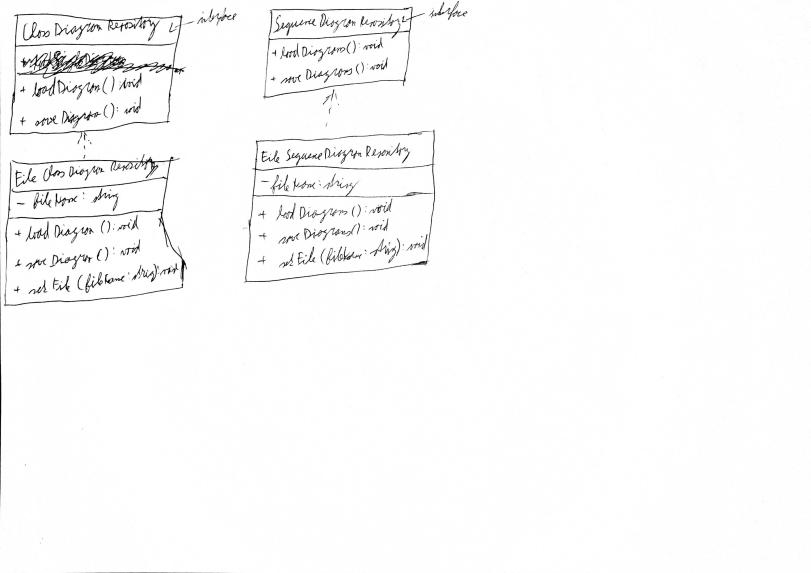 Class Diagram Repository
interface
+ loadDiagram() void
+ saveDiagram(): void
File Class Diagram Repository
- fileName: string
+ loadDiagram(): void
+ saveDiagram(): void
+ setFile (fileName: string): void
Sequence Diagram Repository
interface
+ loadDiagrams(): void
+ saveDiagrams(): void
File Sequence Diagram Repository
- fileName: string
+ loadDiagrams(): void
+ saveDiagrams(): void
+ setFile (fileName: string): void